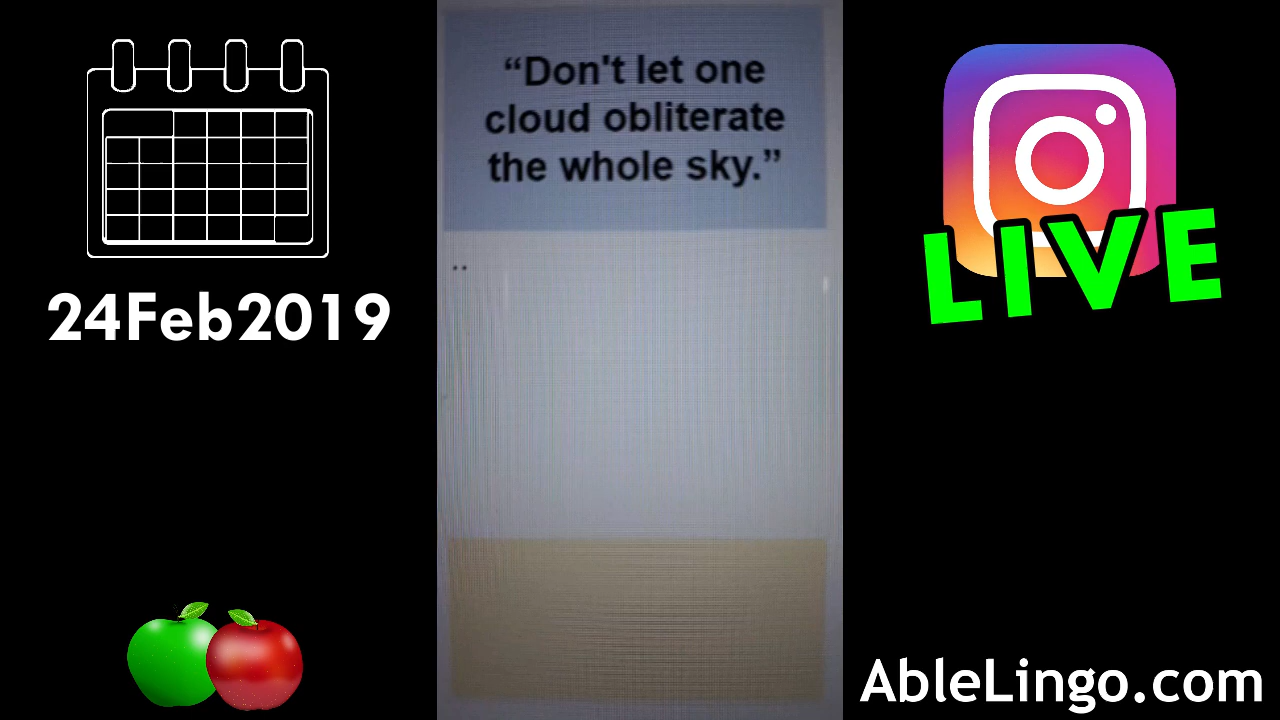 24Feb2019
“Don't let one
cloud obliterate
the whole sky.”
..
LIVE
AbleLingo.com